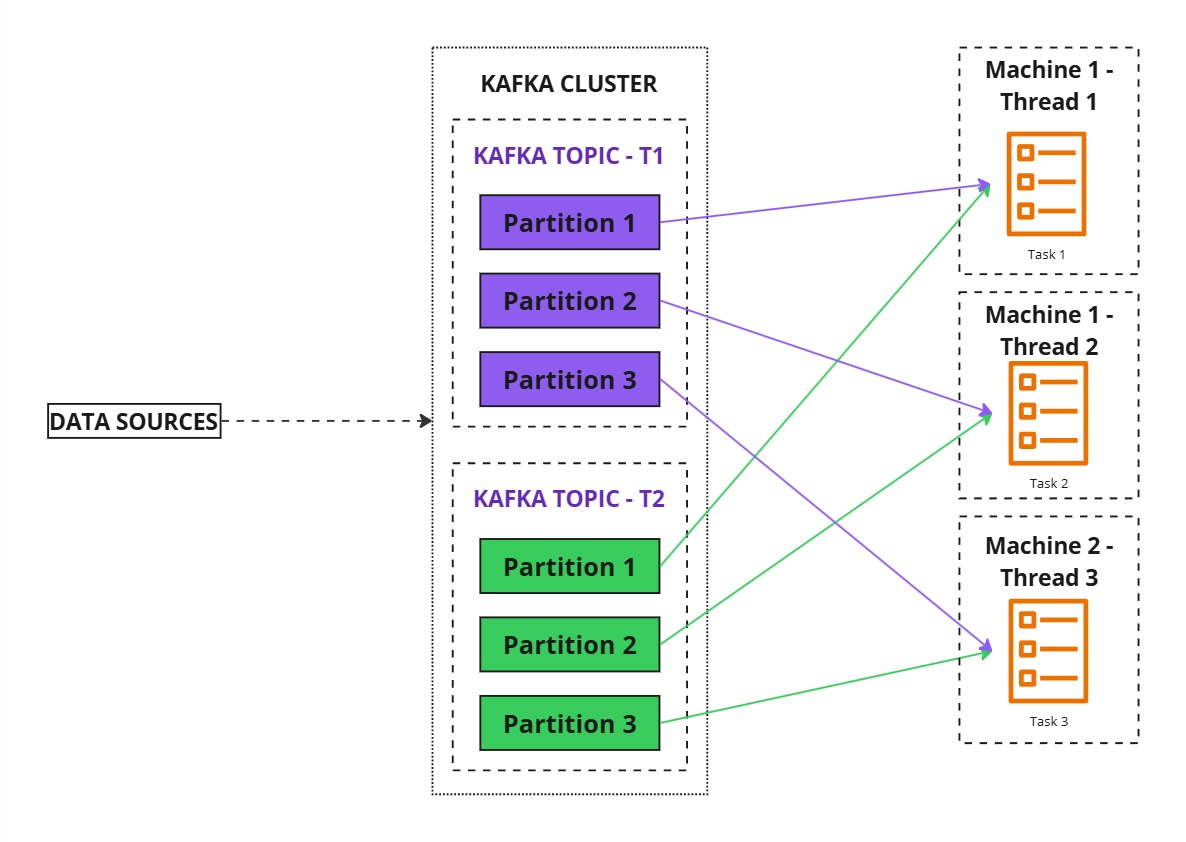 DATA SOURCES
KAFKA CLUSTER
KAFKA TOPIC - T1
Partition 1
Partition 2
Partition 3
KAFKA TOPIC - T2
Partition 1
Partition 2
Partition 3
Machine 1 -
Thread 1
Task 1
Machine 1 -
Thread 2
Task 2
Machine 2 -
Thread 3
Task 3